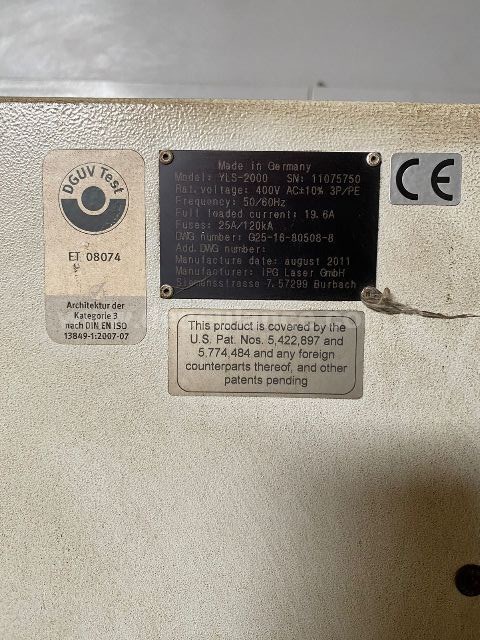 DGUV Test
ET 08074
Architektur der
Kategorie 3
nach DIN EN ISO
13849-1:2007-07
Made in Germany
Model: YLS-2000 SN: 11075750
Rat.voltage: 400V AC±10% 3P/PE
Frequency: 50/60Hz
Full loaded current: 19.6A
Fuses: 25A/120kA
DWG number: G25-16-80508-8
Add.DWG number:
Manufacture date: august 2011
Manufacturer: IPG Laser GmbH
Siemensstrasse 7, 57299 Burbach
CE
This product is covered by the
U.S. Pat. Nos. 5,422,897 and
5,774,484 and any foreign
counterparts thereof, and other
patents pending